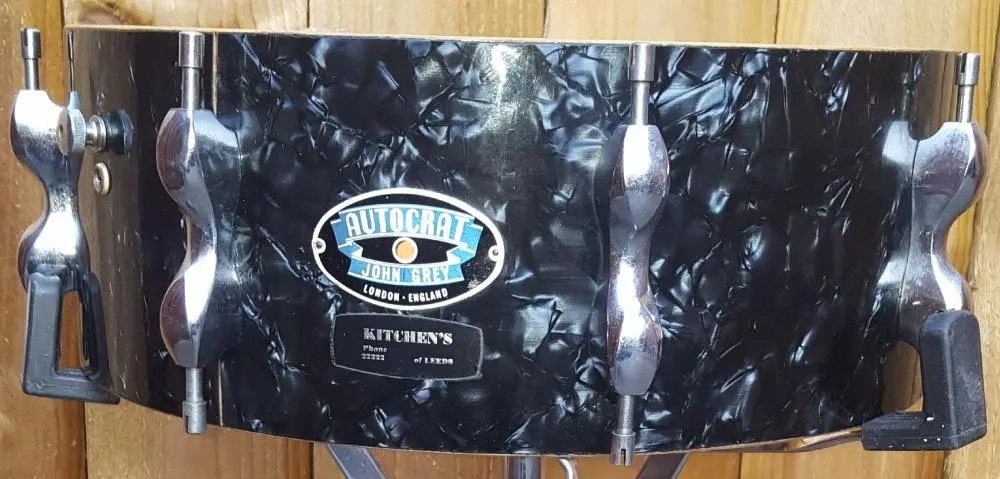 AUTOCRAT
JOHN GREY
LONDON • ENGLAND
KITCHEN'S
Phone
22222 of LEEDS